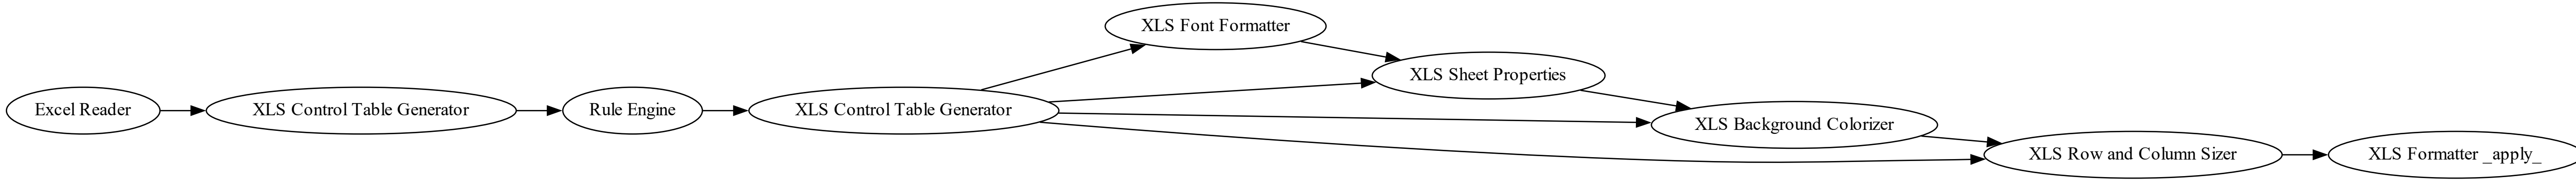 Excel Reader
XLS Control Table Generator
Rule Engine
XLS Control Table Generator
XLS Font Formatter
XLS Sheet Properties
XLS Background Colorizer
XLS Row and Column Sizer
XLS Formatter _apply_